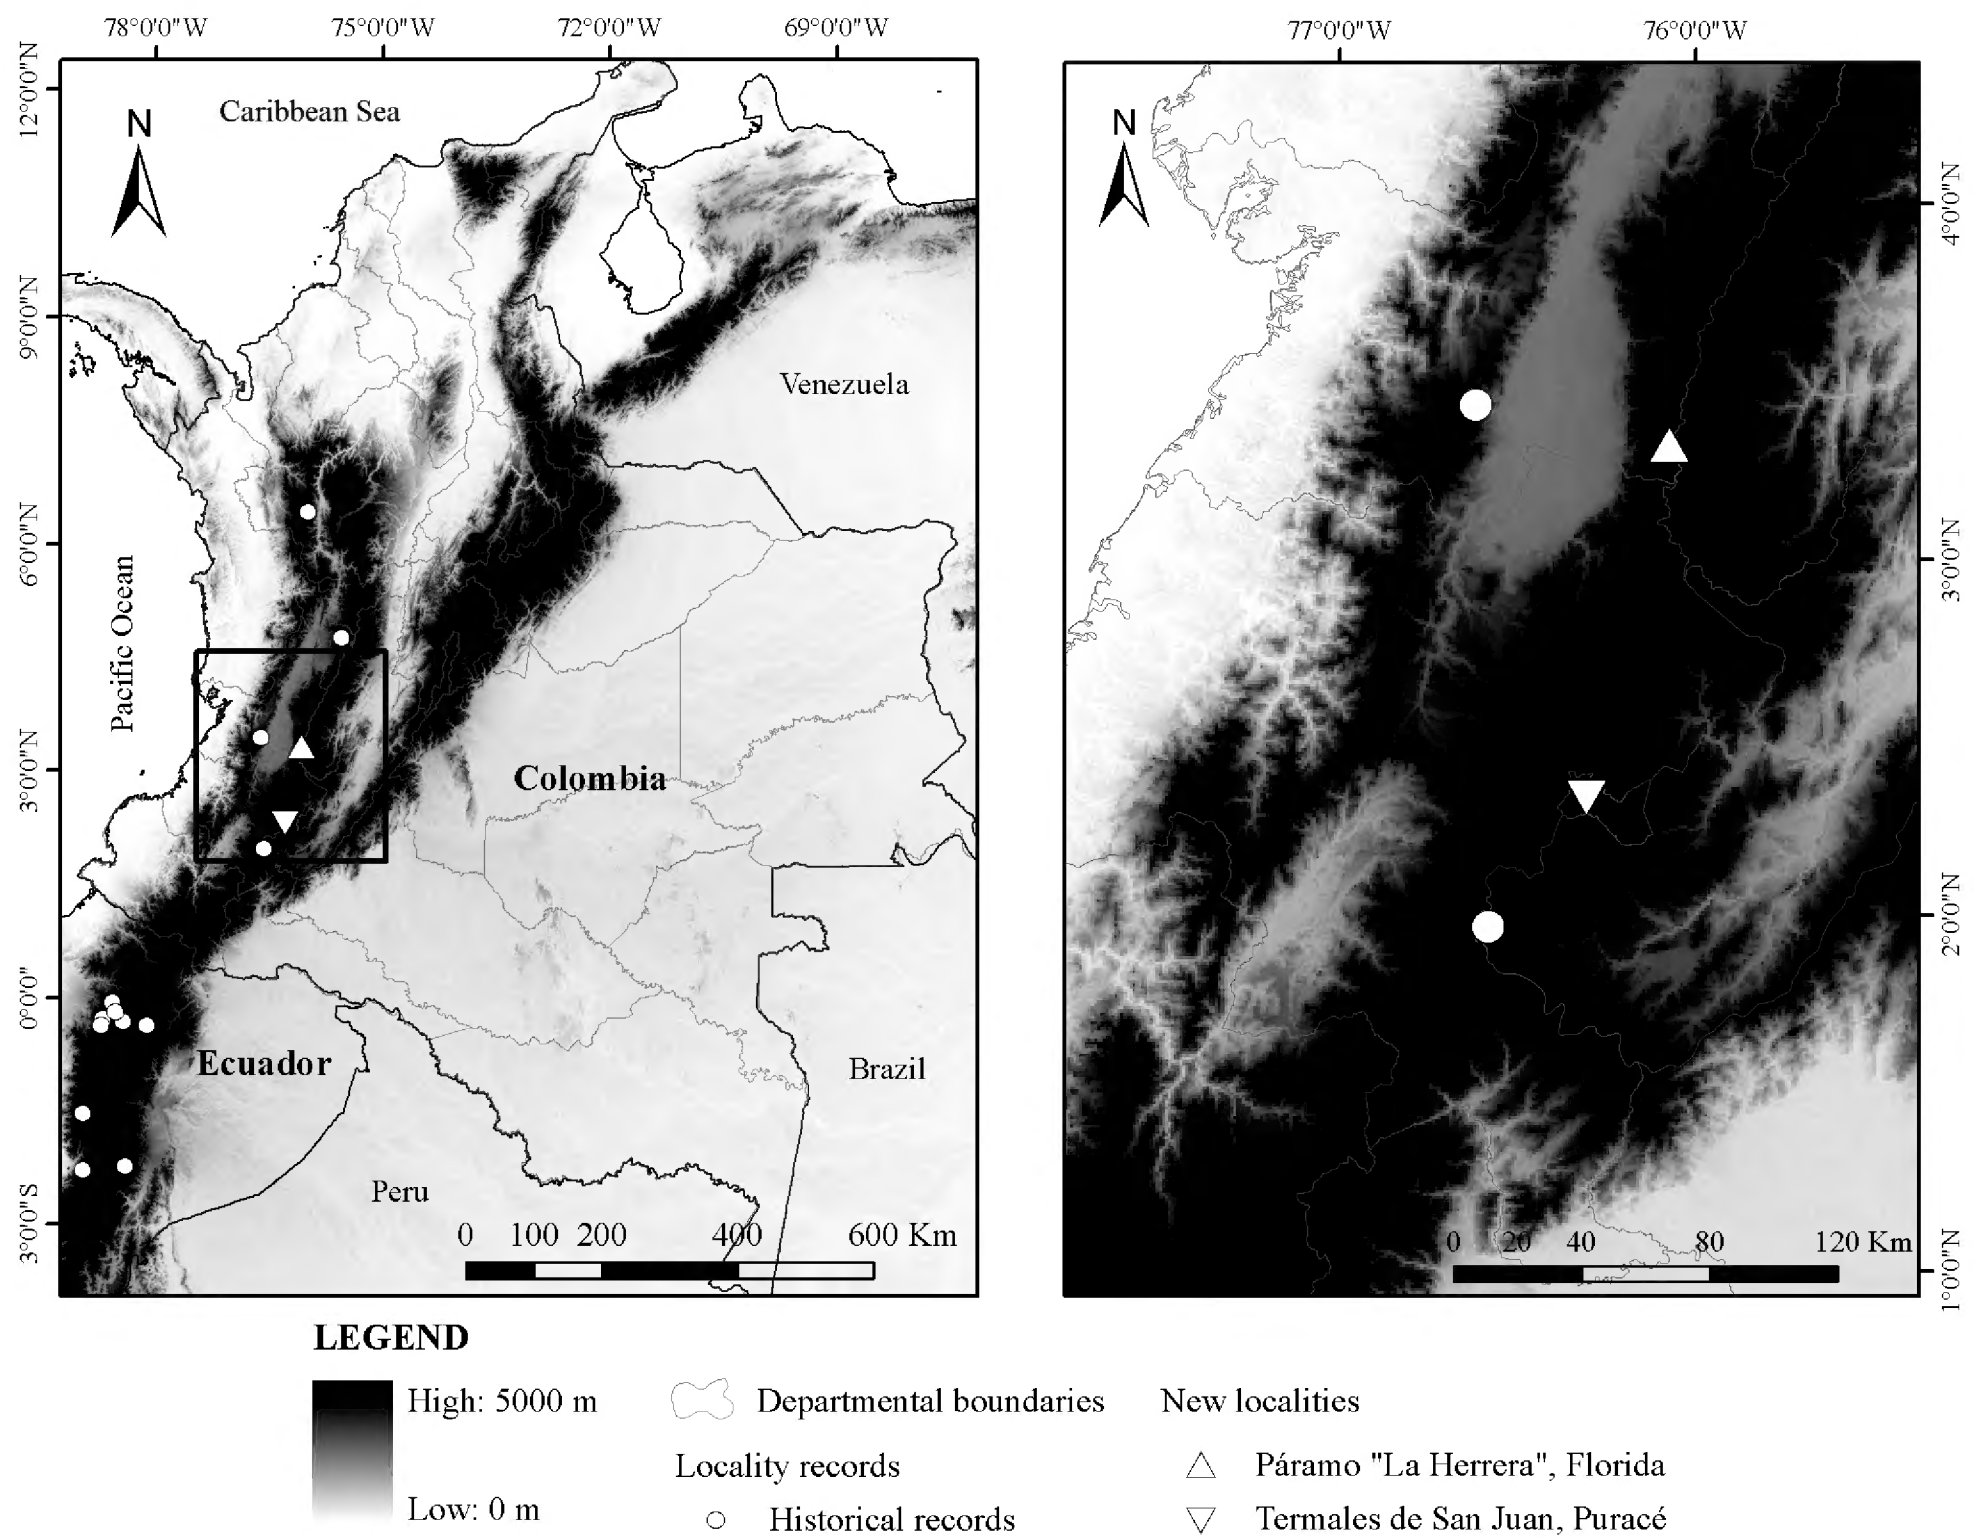 78°0'0"W 75°0'0"W 72°0'0"W 69°0'0"W
12°0'0"N
9°0'0"N
6°0'0"N
3°0'0"N
0°0'0"
3°0'0"S
N
Caribbean Sea
Venezuela
Pacific Ocean
Colombia
Ecuador
Brazil
Peru
0 100 200 400 600 Km
77°0'0"W 76°0'0"W
N
4°0'0"N
3°0'0"N
2°0'0"N
1°0'0"N
0 20 40 80 120 Km
LEGEND
High: 5000 m
Low: 0 m
Departmental boundaries
Locality records
Historical records
New localities
Páramo "La Herrera", Florida
Termales de San Juan, Puracé